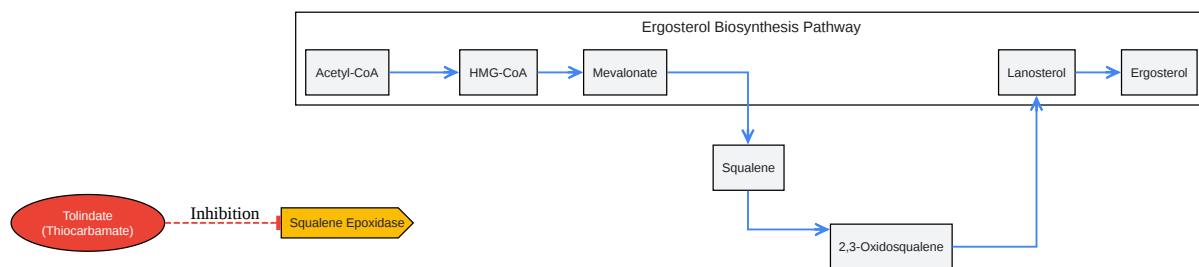 Ergosterol Biosynthesis Pathway
Acetyl-CoA
HMG-CoA
Mevalonate
Lanosterol
Ergosterol
Squalene
Tolindate
(Thiocarbamate)
Inhibition
Squalene Epoxidase
2,3-Oxidosqualene